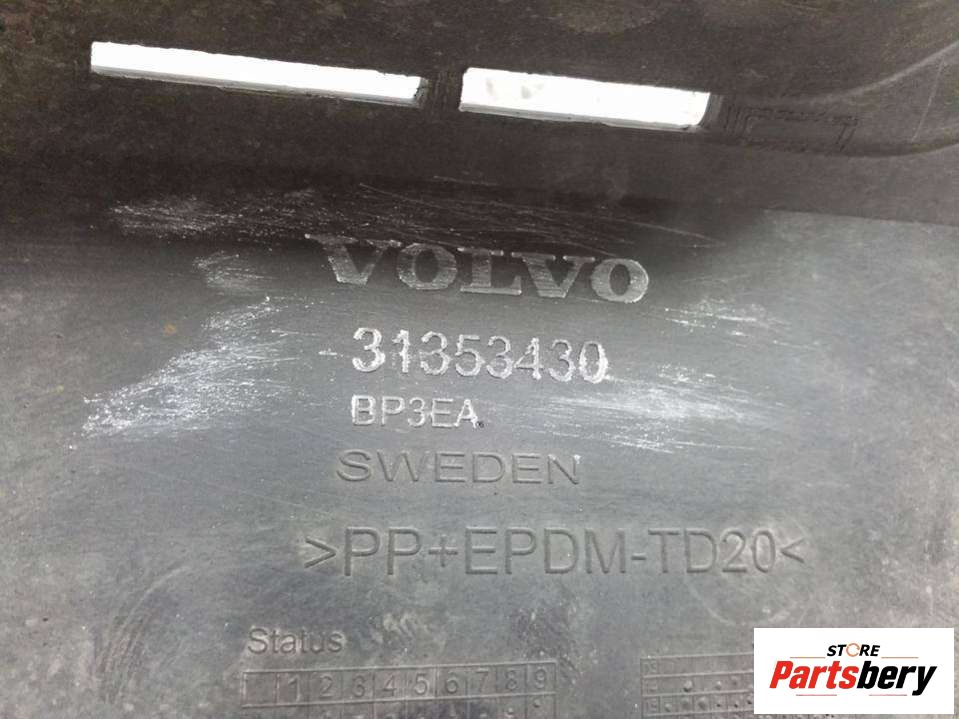 VOLVO
31353430
BP3EA
SWEDEN
>PP+EPDM-TD20<
Status
1 2 3 4 5 6 7 8 9
STORE
Partsbery